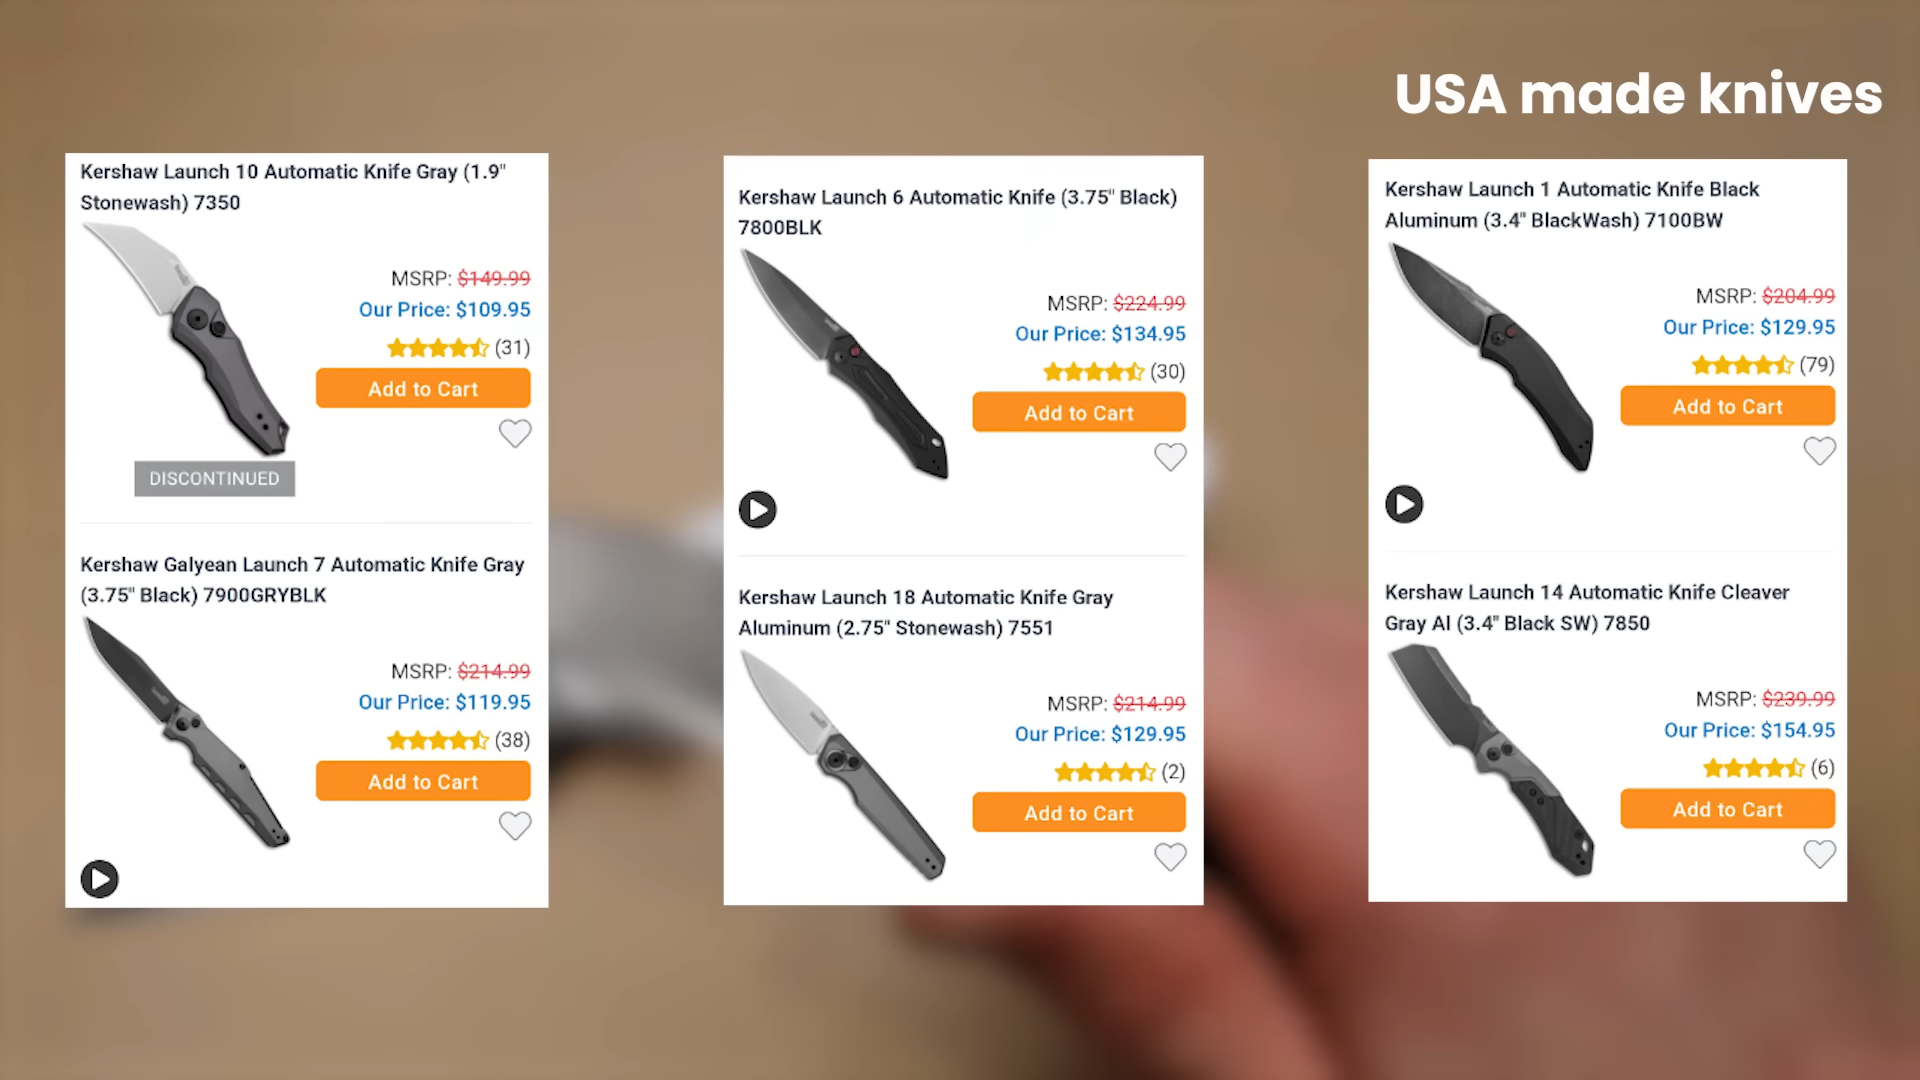 USA made knives
Kershaw Launch 10 Automatic Knife Gray (1.9"
Stonewash) 7350
MSRP: $149.99
Our Price: $109.95
(31)
Add to Cart
DISCONTINUED
Kershaw Galyean Launch 7 Automatic Knife Gray
(3.75" Black) 7900GRYBLK
MSRP: $214.99
Our Price: $119.95
(38)
Add to Cart
Kershaw Launch 6 Automatic Knife (3.75" Black)
7800BLK
MSRP: $224.99
Our Price: $134.95
(30)
Add to Cart
Kershaw Launch 18 Automatic Knife Gray
Aluminum (2.75" Stonewash) 7551
MSRP: $214.99
Our Price: $129.95
(2)
Add to Cart
Kershaw Launch 1 Automatic Knife Black
Aluminum (3.4" BlackWash) 7100BW
MSRP: $204.99
Our Price: $129.95
(79)
Add to Cart
Kershaw Launch 14 Automatic Knife Cleaver
Gray Al (3.4" Black SW) 7850
MSRP: $239.99
Our Price: $154.95
(6)
Add to Cart